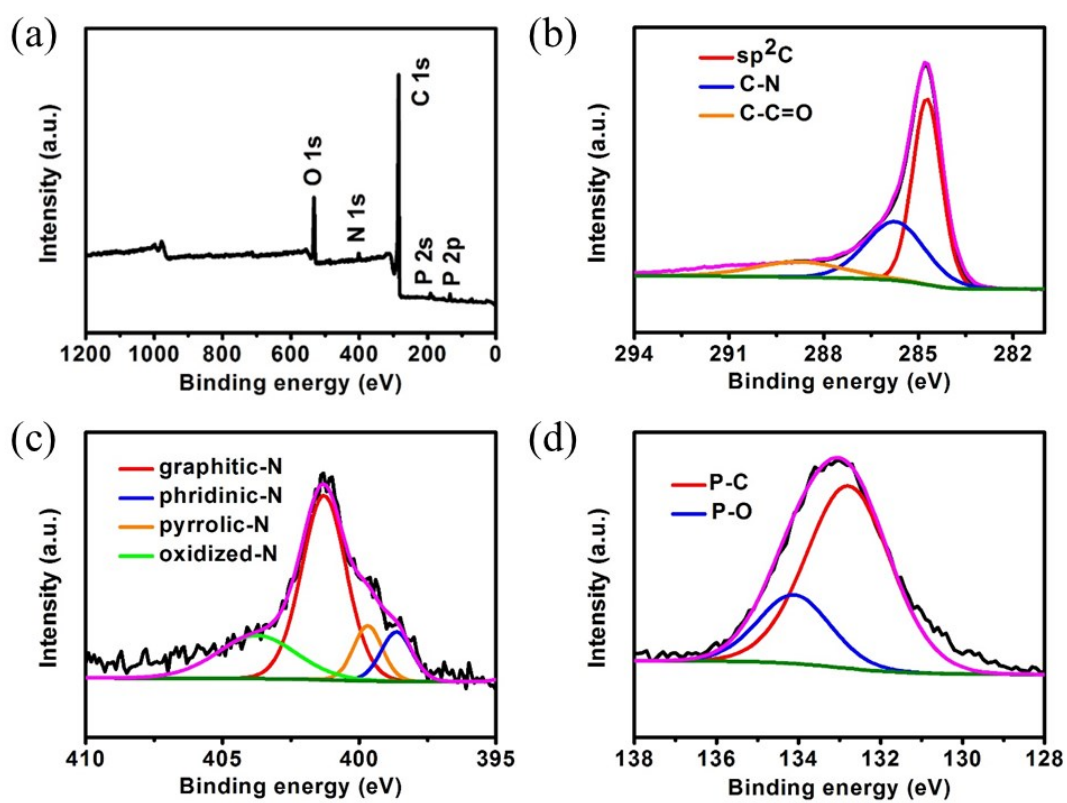 (a)
Intensity (a.u.)
O 1s
N 1s
C 1s
P 2s
P 2p
1200 1000 800 600 400 200 0
Binding energy (eV)
(b)
Intensity (a.u.)
sp²C
C-N
C-C=O
294 291 288 285 282
Binding energy (eV)
(c)
Intensity (a.u.)
graphitic-N
phridinic-N
pyrrolic-N
oxidized-N
410 405 400 395
Binding energy (eV)
(d)
Intensity (a.u.)
P-C
P-O
138 136 134 132 130 128
Binding energy (eV)